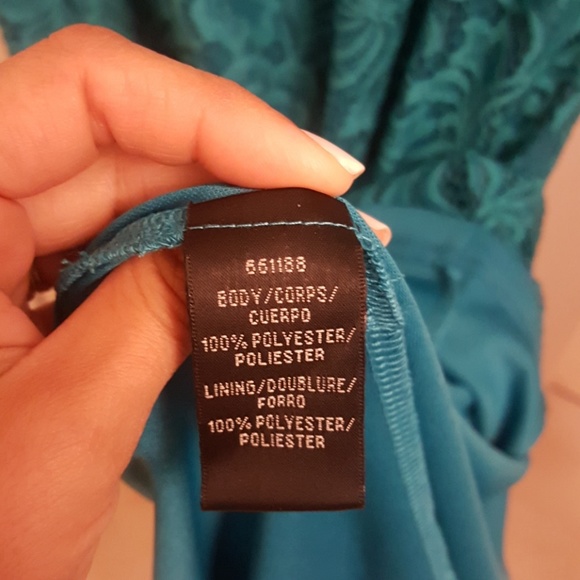 661188
BODY/CORPS/
CUERPO
100% POLYESTER/
POLIESTER
LINING/DOUBLURE/
FORRO
100% POLYESTER/
POLIESTER